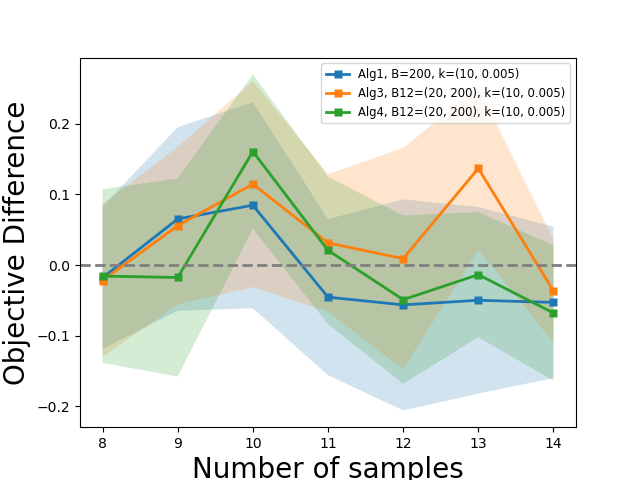 Alg1, B=200, k=(10, 0.005)
Alg3, B12=(20, 200), k=(10, 0.005)
Alg4, B12=(20, 200), k=(10, 0.005)
Objective Difference
0.2
0.1
0.0
−0.1
−0.2
8 9 10 11 12 13 14
Number of samples